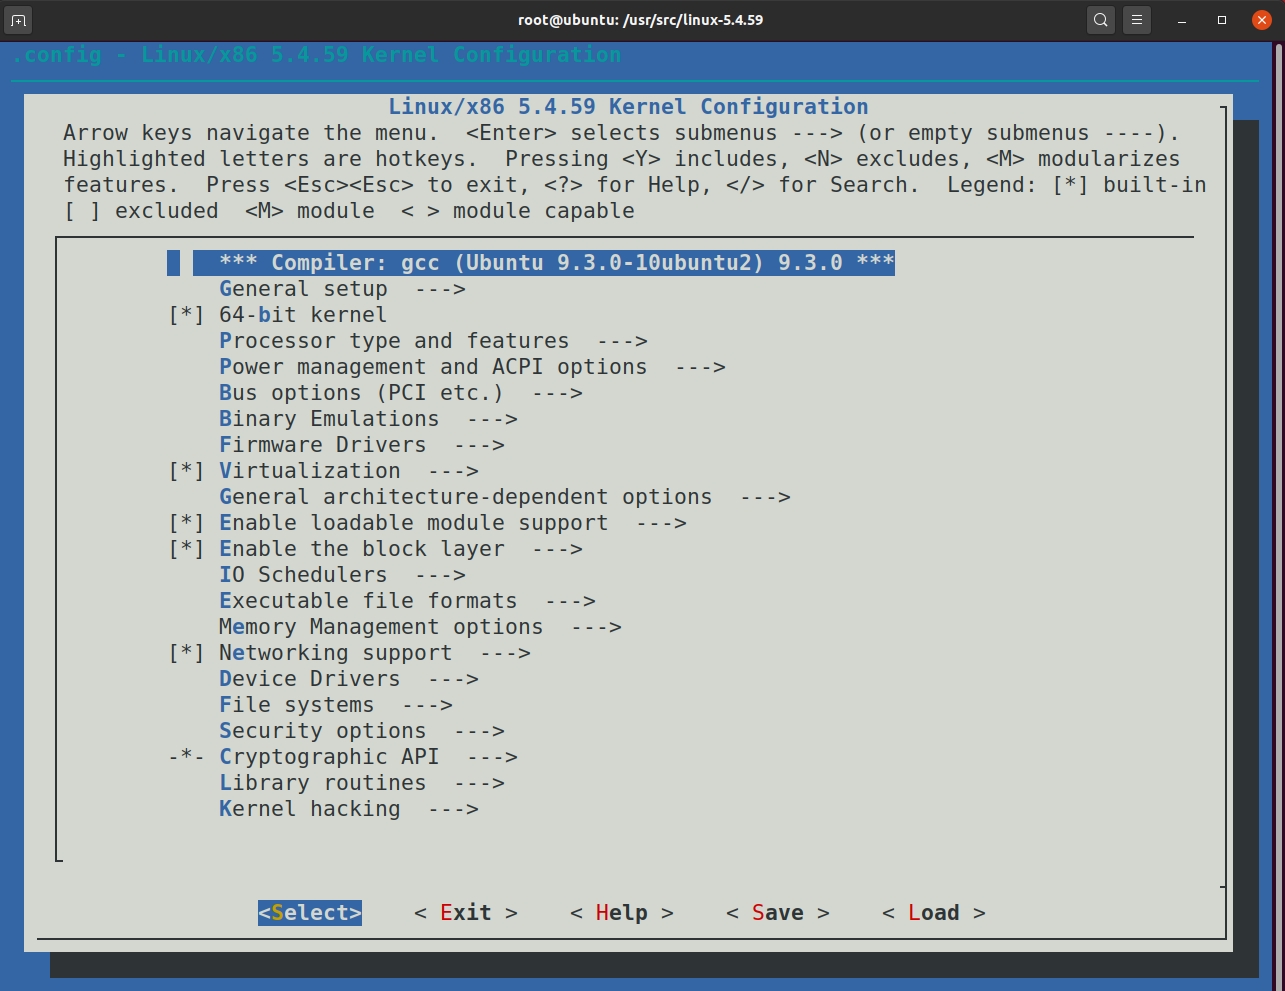 root@ubuntu: /usr/src/linux-5.4.59
.config - Linux/x86 5.4.59 Kernel Configuration
Linux/x86 5.4.59 Kernel Configuration
Arrow keys navigate the menu.  <Enter> selects submenus ---> (or empty submenus ----).
Highlighted letters are hotkeys.  Pressing <Y> includes, <N> excludes, <M> modularizes
features.  Press <Esc><Esc> to exit, <?> for Help, </> for Search.  Legend: [*] built-in
[ ] excluded  <M> module  < > module capable
*** Compiler: gcc (Ubuntu 9.3.0-10ubuntu2) 9.3.0 ***
General setup  --->
[*] 64-bit kernel
Processor type and features  --->
Power management and ACPI options  --->
Bus options (PCI etc.)  --->
Binary Emulations  --->
Firmware Drivers  --->
[*] Virtualization  --->
General architecture-dependent options  --->
[*] Enable loadable module support  --->
[*] Enable the block layer  --->
IO Schedulers  --->
Executable file formats  --->
Memory Management options  --->
[*] Networking support  --->
Device Drivers  --->
File systems  --->
Security options  --->
-*- Cryptographic API  --->
Library routines  --->
Kernel hacking  --->
<Select>    < Exit >    < Help >    < Save >    < Load >